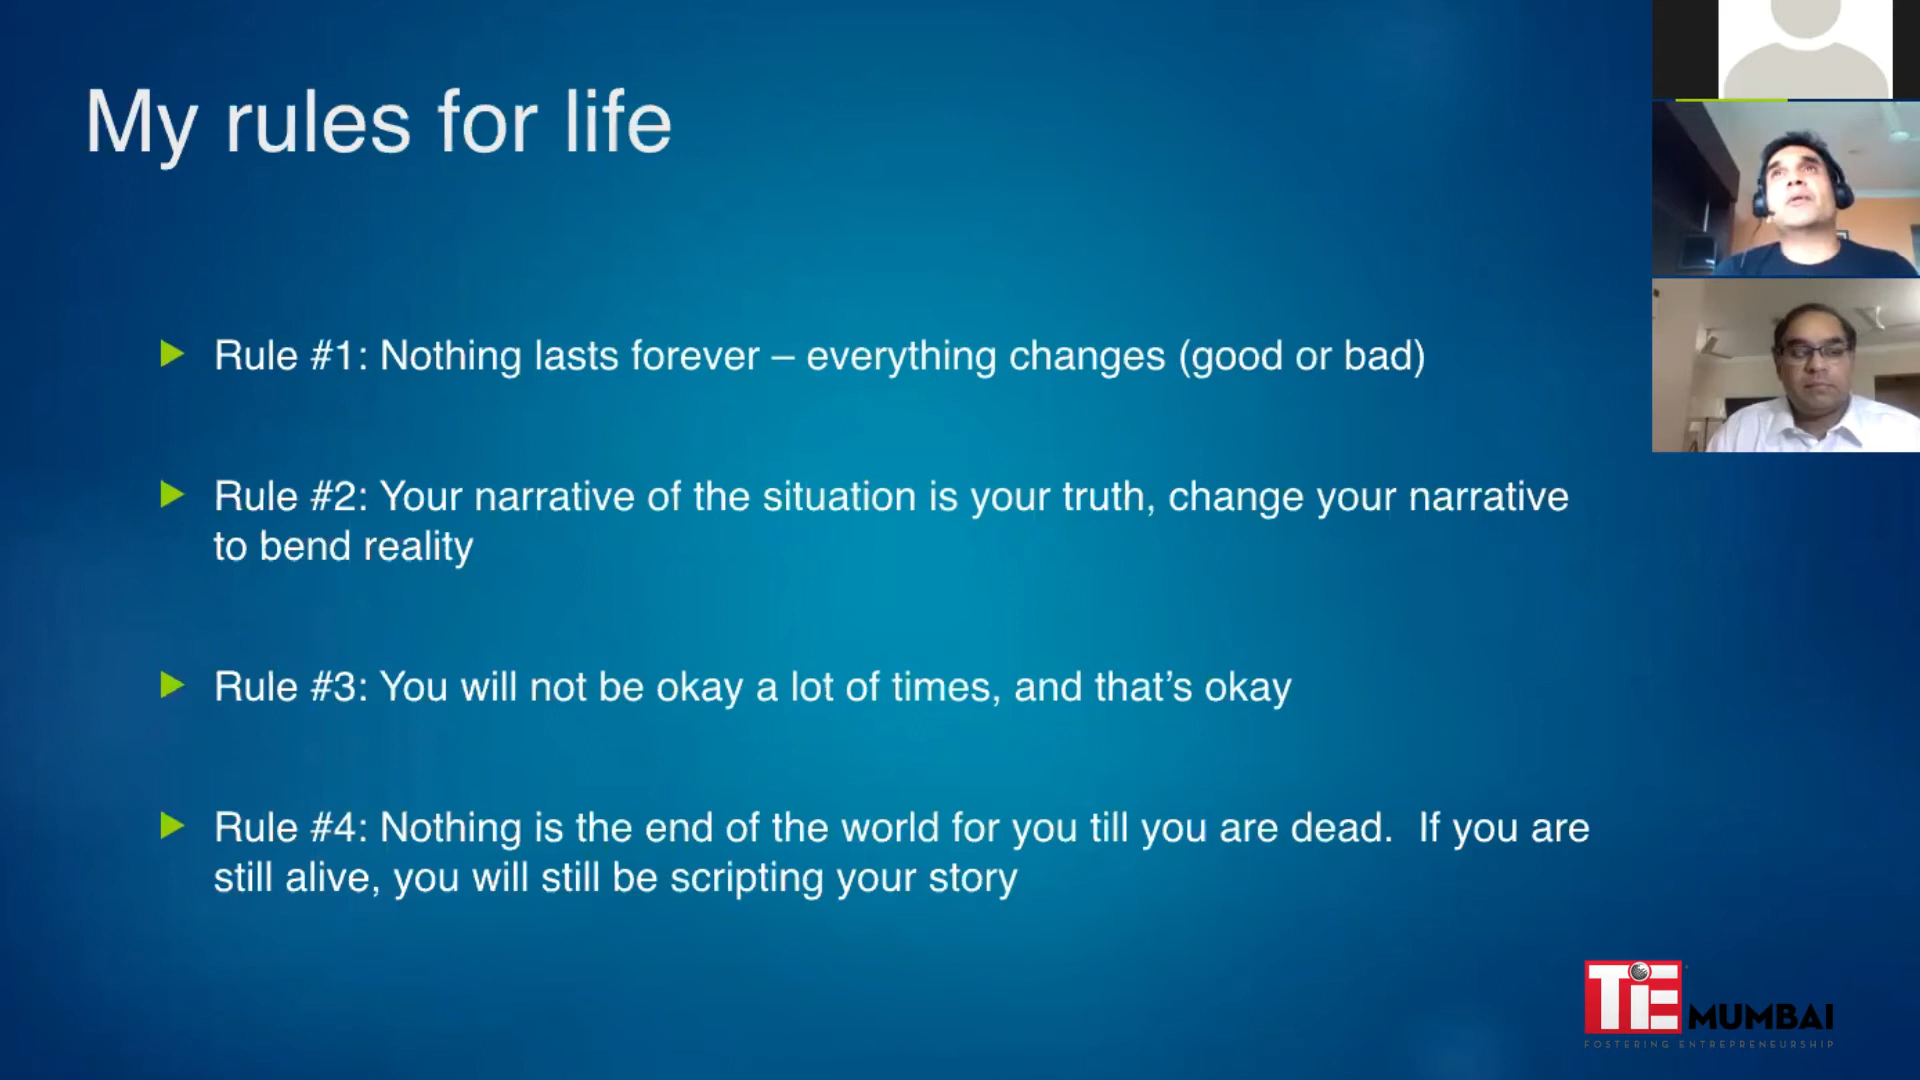 My rules for life
Rule #1: Nothing lasts forever – everything changes (good or bad)
Rule #2: Your narrative of the situation is your truth, change your narrative
to bend reality
Rule #3: You will not be okay a lot of times, and that’s okay
Rule #4: Nothing is the end of the world for you till you are dead.  If you are
still alive, you will still be scripting your story
TiE MUMBAI
FOSTERING ENTREPRENEURSHIP